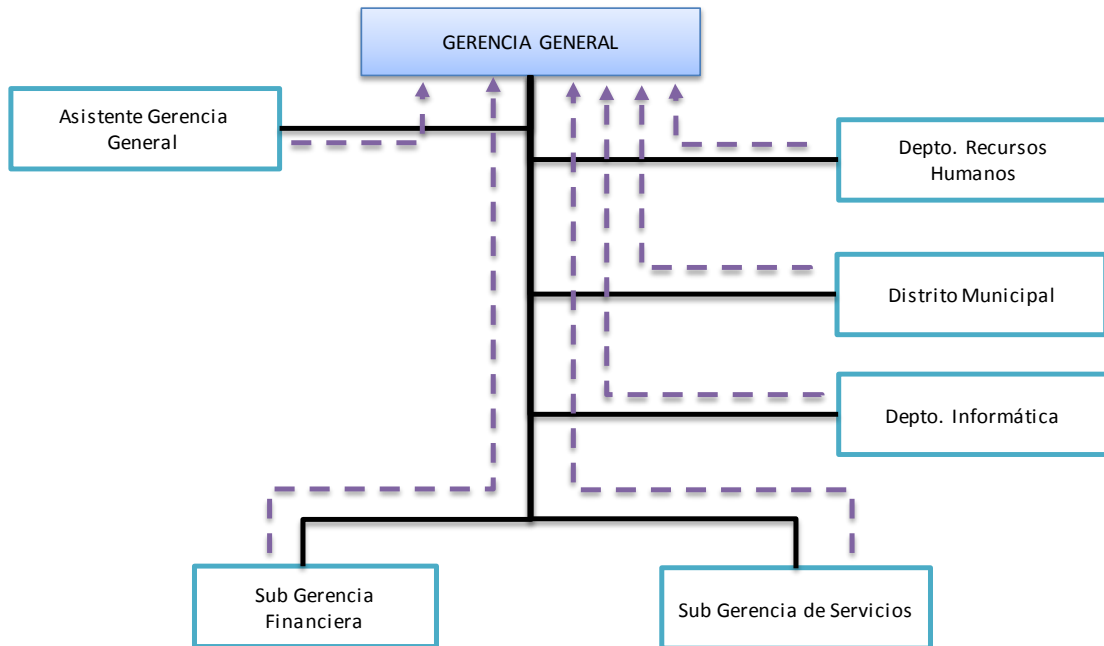 GERENCIA GENERAL
Asistente Gerencia
General
Depto. Recursos
Humanos
Distrito Municipal
Depto. Informática
Sub Gerencia
Financiera
Sub Gerencia de Servicios